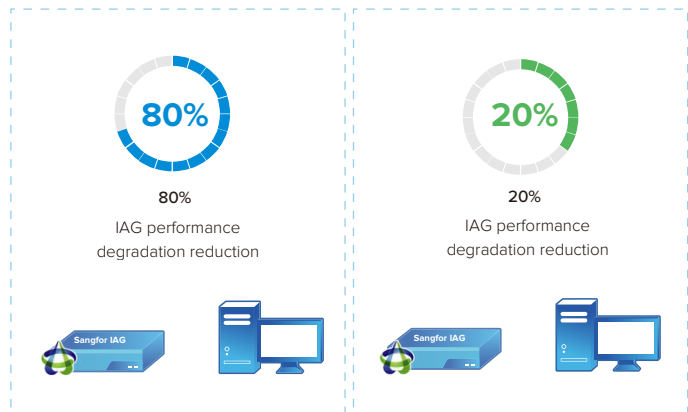 80%
80%
IAG performance
degradation reduction
Sangfor IAG
20%
20%
IAG performance
degradation reduction
Sangfor IAG